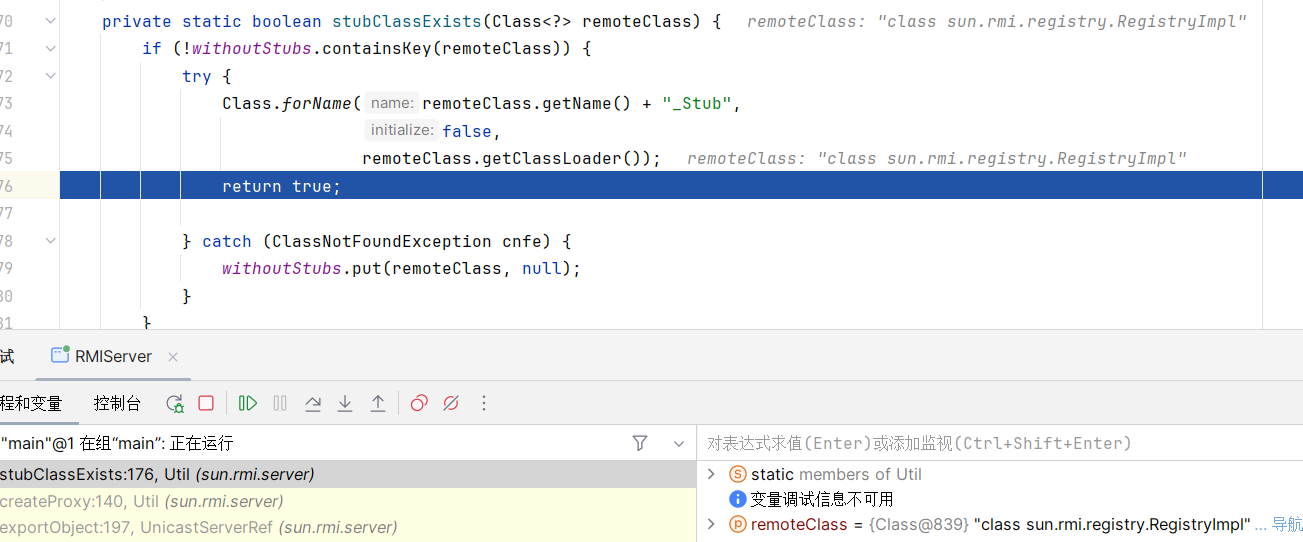 70 private static boolean stubClassExists(Class<?> remoteClass) { remoteClass: "class sun.rmi.registry.RegistryImpl"
71 if (!withoutStubs.containsKey(remoteClass)) {
72 try {
73 Class.forName( name: remoteClass.getName() + "_Stub",
74 initialize: false,
75 remoteClass.getClassLoader()); remoteClass: "class sun.rmi.registry.RegistryImpl"
76 return true;
77
78 } catch (ClassNotFoundException cnfe) {
79 withoutStubs.put(remoteClass, null);
80 }
81 }
试 RMIServer ×
程和变量 控制台
"main"@1 在组“main”: 正在运行
对表达式求值(Enter)或添加监视(Ctrl+Shift+Enter)
stubClassExists:176, Util (sun.rmi.server)
createProxy:140, Util (sun.rmi.server)
exportObject:197, UnicastServerRef (sun.rmi.server)
static members of Util
变量调试信息不可用
remoteClass = {Class@839} "class sun.rmi.registry.RegistryImpl" ... 导航